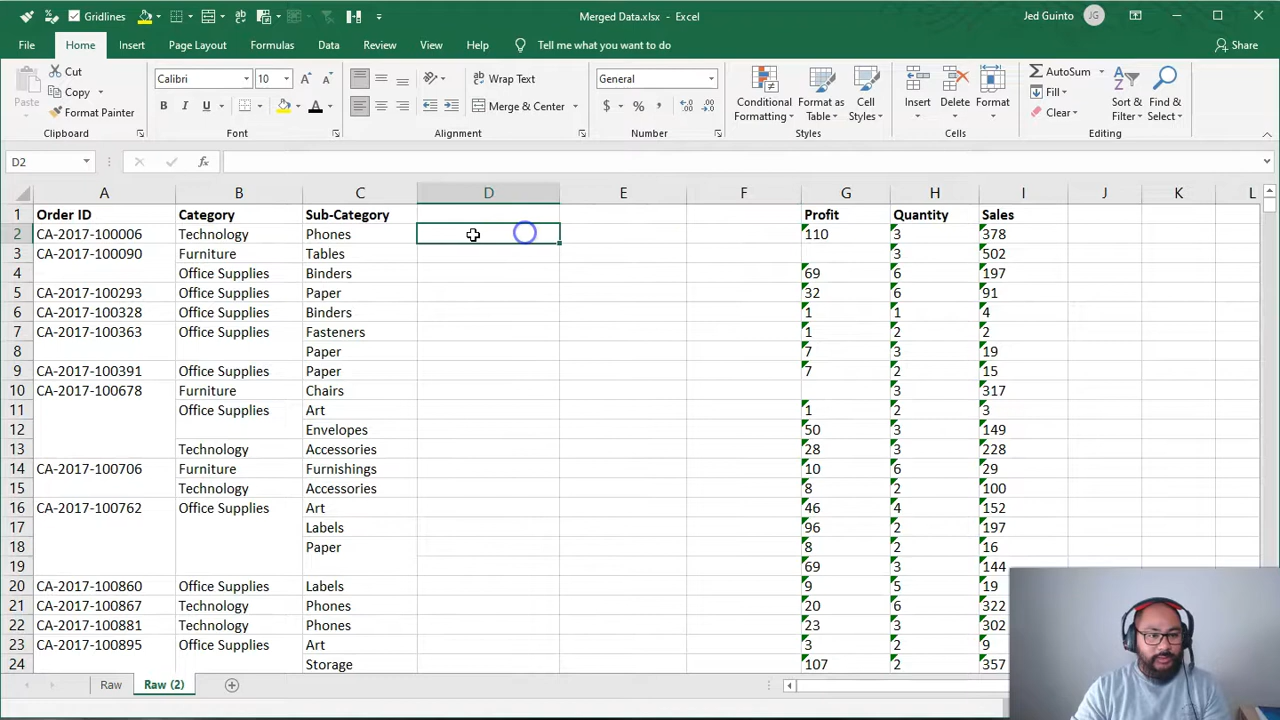 Gridlines
Merged Data.xlsx - Excel
Jed Guinto
JG
File Home Insert Page Layout Formulas Data Review View Help Tell me what you want to do Share
Paste
Cut
Copy
Format Painter
Clipboard
Calibri 10
B I U
Font
Wrap Text
Merge & Center
Alignment
General
$ %
Number
Conditional Formatting
Format as Table
Cell Styles
Styles
Insert
Delete
Format
Cells
AutoSum
Fill
Clear
Sort & Filter
Find & Select
Editing
D2
fx
A B C D E F G H I J K L
1 Order ID Category Sub-Category Profit Quantity Sales
2 CA-2017-100006 Technology Phones 110 3 378
3 CA-2017-100090 Furniture Tables 3 502
4 Office Supplies Binders 69 6 197
5 CA-2017-100293 Office Supplies Paper 32 6 91
6 CA-2017-100328 Office Supplies Binders 1 1 4
7 CA-2017-100363 Office Supplies Fasteners 1 2 2
8 Paper 7 3 19
9 CA-2017-100391 Office Supplies Paper 7 2 15
10 CA-2017-100678 Furniture Chairs 3 317
11 Office Supplies Art 1 2 3
12 Envelopes 50 3 149
13 Technology Accessories 28 3 228
14 CA-2017-100706 Furniture Furnishings 10 6 29
15 Technology Accessories 8 2 100
16 CA-2017-100762 Office Supplies Art 46 4 152
17 Labels 96 2 197
18 Paper 8 2 16
19 69 3 144
20 CA-2017-100860 Office Supplies Labels 9 5 19
21 CA-2017-100867 Technology Phones 20 6 322
22 CA-2017-100881 Technology Phones 23 3 302
23 CA-2017-100895 Office Supplies Art 3 2 9
24 Storage 107 2 357
Raw Raw (2)